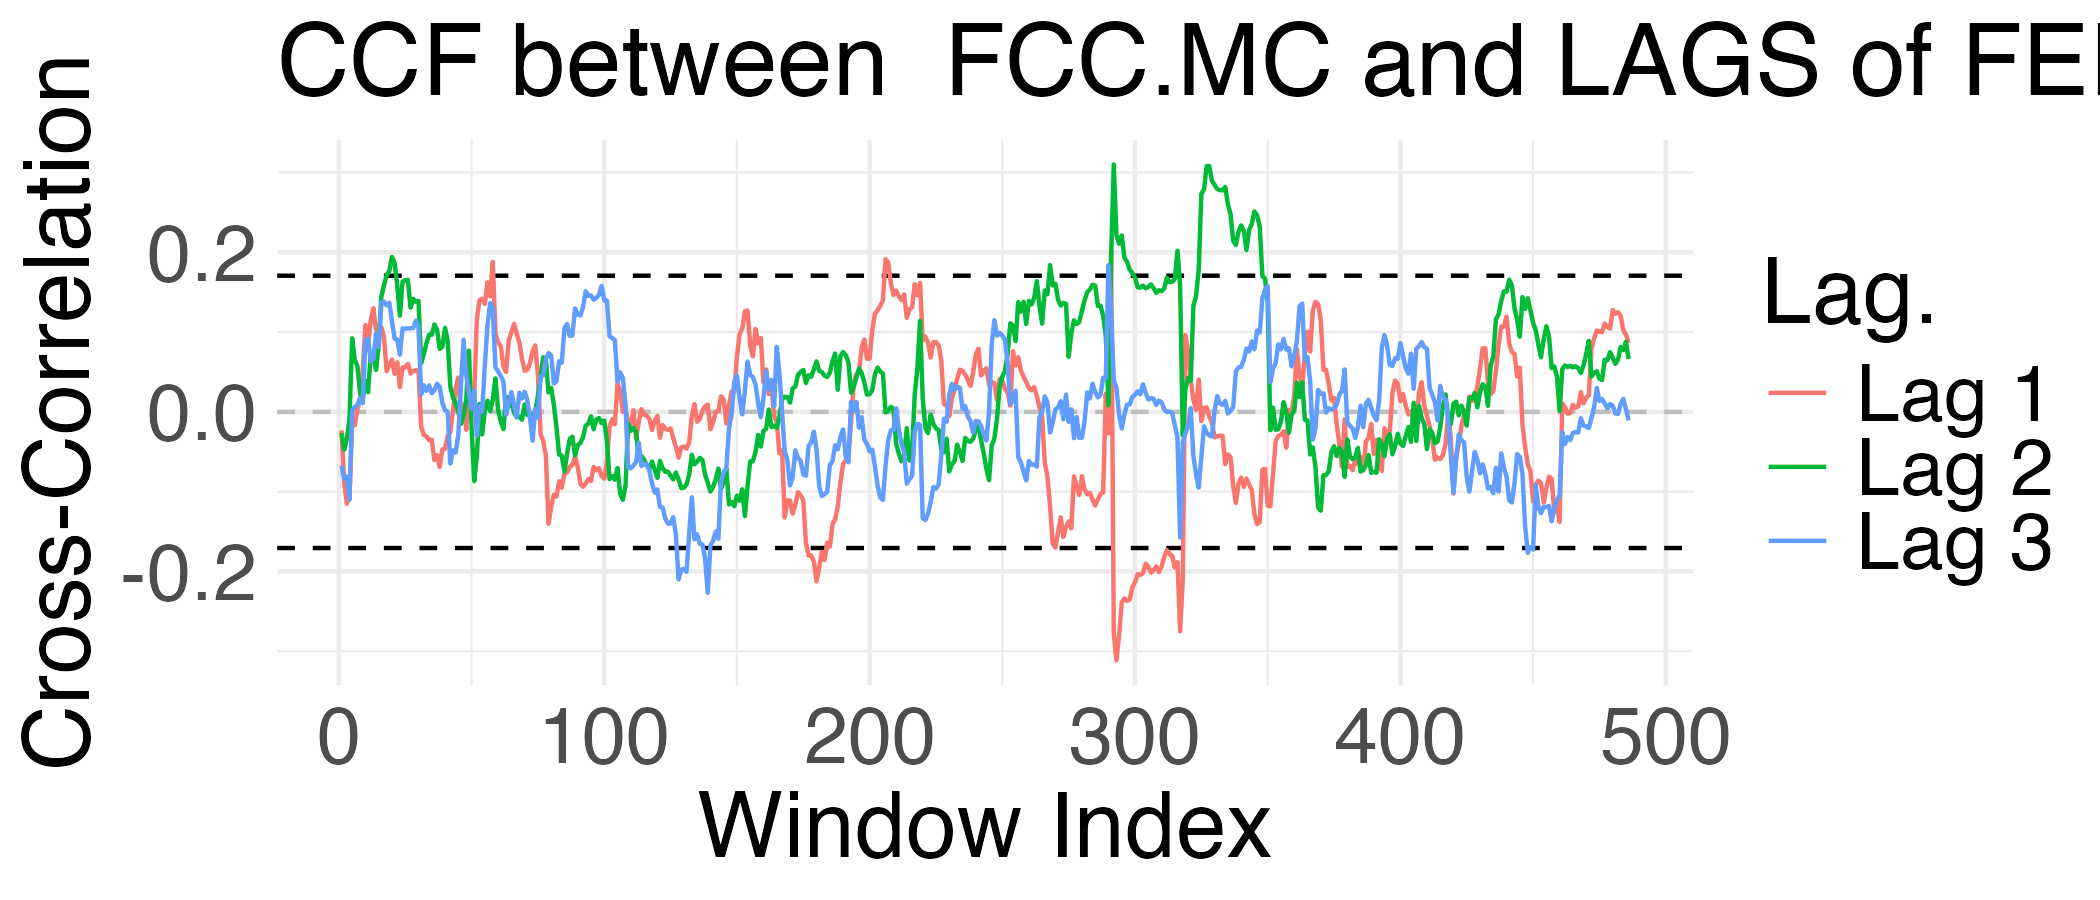 CCF between  FCC.MC and LAGS of
Cross-Correlation
0.2
0.0
-0.2
0 100 200 300 400 500
Window Index
Lag.
Lag 1
Lag 2
Lag 3